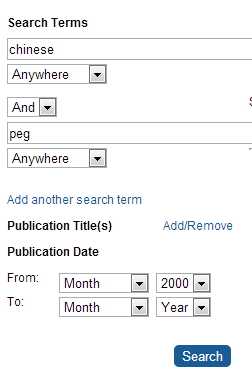 Search Terms
chinese
Anywhere
And
peg
Anywhere
Add another search term
Publication Title(s) Add/Remove
Publication Date
From: Month 2000
To: Month Year
Search